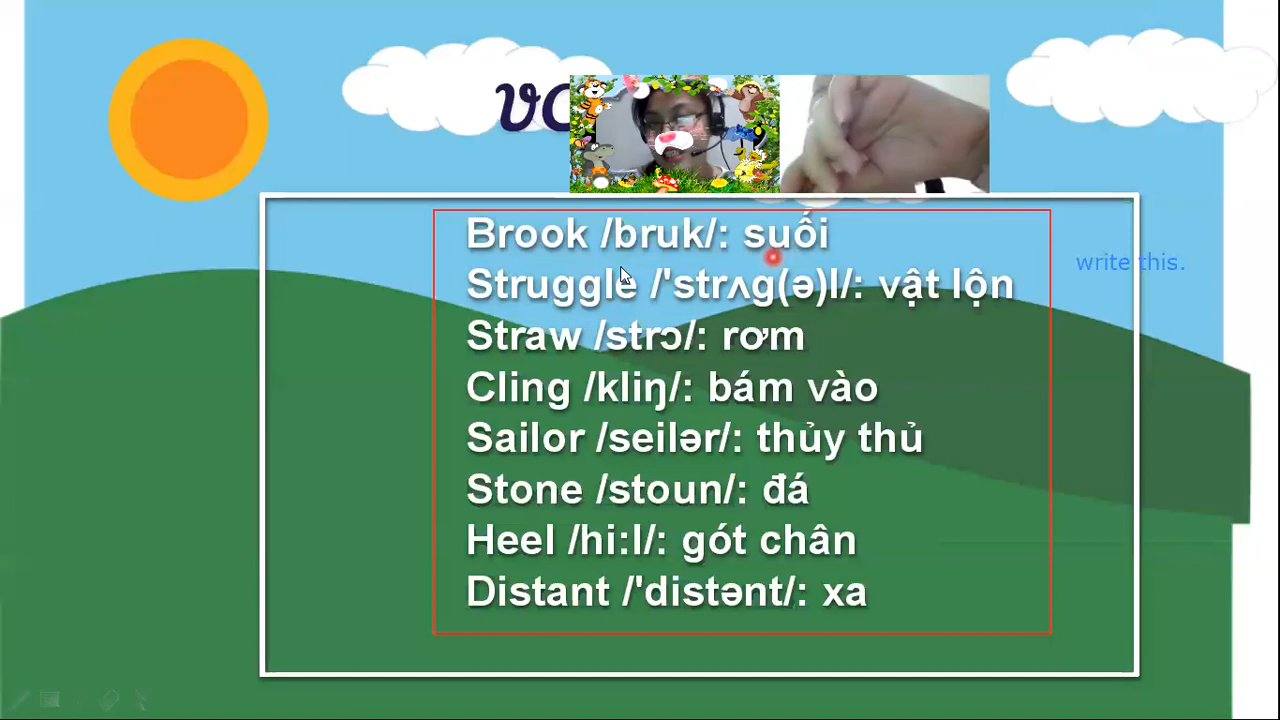 Brook /bruk/: suối
Struggle /'strʌg(ə)l/: vật lộn
write this.
Straw /strɔ/: rơm
Cling /kliŋ/: bám vào
Sailor /seilər/: thủy thủ
Stone /stoun/: đá
Heel /hi:l/: gót chân
Distant /'distənt/: xa